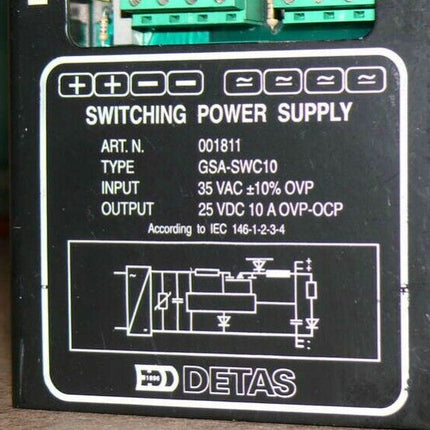 + + − − ≃ ≃ ≃ ≃
SWITCHING POWER SUPPLY
ART. N. 001811
TYPE GSA-SWC10
INPUT 35 VAC ±10% OVP
OUTPUT 25 VDC 10 A OVP-OCP
According to IEC 146-1-2-3-4
DETAS